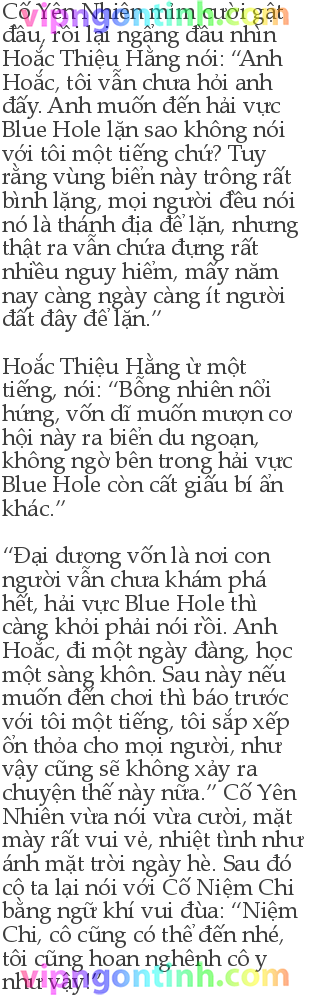 vipngontinh.com
Cố Yên Nhiên mỉm cười gật
đầu, rồi lại ngẩng đầu nhìn
Hoắc Thiệu Hằng nói: “Anh
Hoắc, tôi vẫn chưa hỏi anh
đấy. Anh muốn đến hải vực
Blue Hole lặn sao không nói
với tôi một tiếng chứ? Tuy
rằng vùng biển này trông rất
bình lặng, mọi người đều nói
nó là thánh địa để lặn, nhưng
thật ra vẫn chứa đựng rất
nhiều nguy hiểm, mấy năm
nay càng ngày càng ít người
đất đây để lặn.”
Hoắc Thiệu Hằng ừ một
tiếng, nói: “Bỗng nhiên nổi
hứng, vốn dĩ muốn mượn cơ
hội này ra biển du ngoạn,
không ngờ bên trong hải vực
Blue Hole còn cất giấu bí ẩn
khác.”
“Đại dương vốn là nơi con
người vẫn chưa khám phá
hết, hải vực Blue Hole thì
càng khỏi phải nói rồi. Anh
Hoắc, đi một ngày đàng, học
một sàng khôn. Sau này nếu
muốn đến chơi thì báo trước
với tôi một tiếng, tôi sắp xếp
ổn thỏa cho mọi người, như
vậy cũng sẽ không xảy ra
chuyện thế này nữa.” Cố Yên
Nhiên vừa nói vừa cười, mặt
mày rất vui vẻ, nhiệt tình như
ánh mặt trời ngày hè. Sau đó
cô ta lại nói với Cố Niệm Chi
bằng ngữ khí vui đùa: “Niệm
Chi, cô cũng có thể đến nhé,
tôi cũng hoan nghênh cô y
như vậy!”
vipngontinh.com